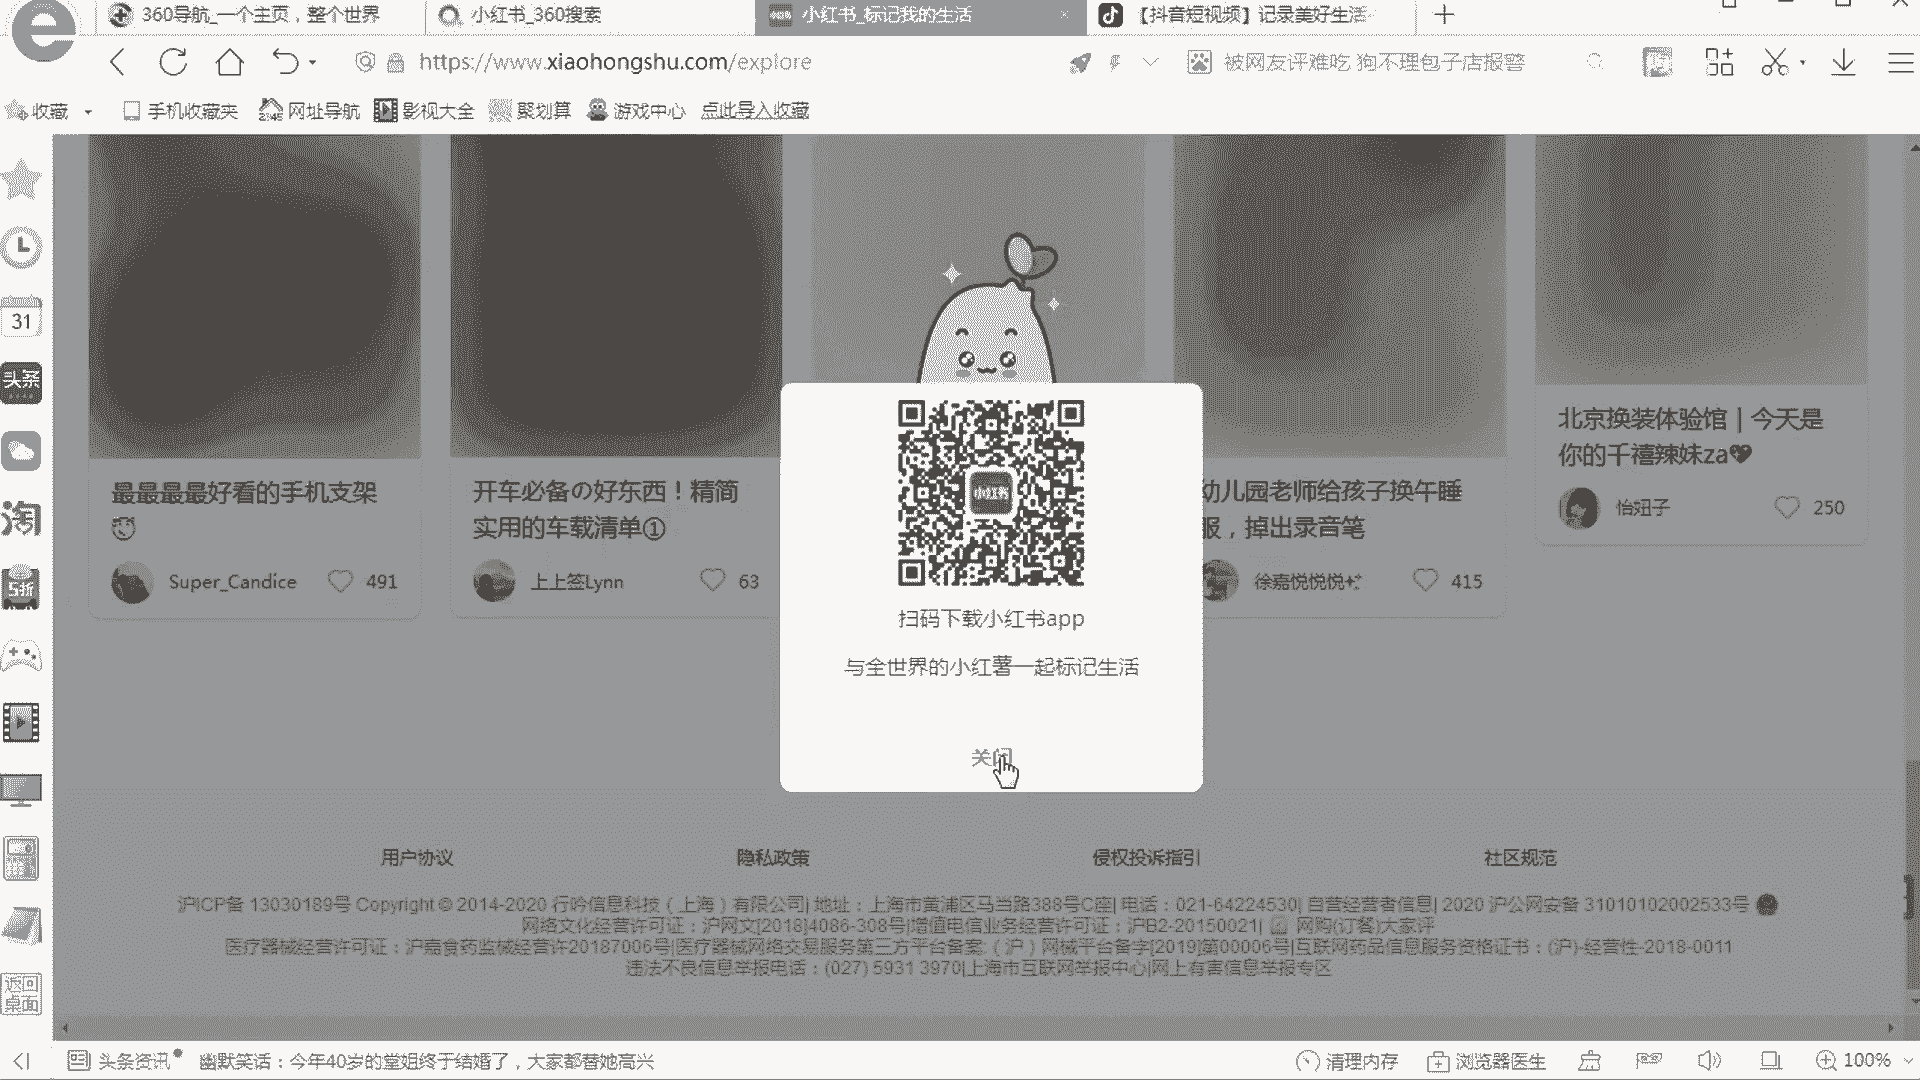 360导航_一个主页，整个世界
小红书_360搜索
小红书_标记我的生活
【抖音短视频】记录美好生活
https://www.xiaohongshu.com/explore
被网友评难吃 狗不理包子店报警
收藏
手机收藏夹
2345
网址导航
影视大全
聚划算
游戏中心
点此导入收藏
31
头条
淘
5折
返回
桌面
最最最最好看的手机支架
Super_Candice
491
开车必备の好东西！精简
实用的车载清单①
上上签Lynn
63
小红书
扫码下载小红书app
与全世界的小红薯一起标记生活
关闭
幼儿园老师给孩子换午睡
服，掉出录音笔
徐嘉悦悦悦
415
北京换装体验馆｜今天是
你的千禧辣妹za
怡妞子
250
用户协议
隐私政策
侵权投诉指引
社区规范
沪ICP备 13030189号 Copyright © 2014-2020 行吟信息科技（上海）有限公司| 地址：上海市黄浦区马当路388号C座| 电话：021-64224530| 自营经营者信息| 2020 沪公网安备 31010102002533号
网络文化经营许可证：沪网文[2018]4086-308号|增值电信业务经营许可证：沪B2-20150021| 网购(订餐)大家评
医疗器械经营许可证：沪嘉食药监械经营许20187006号|医疗器械网络交易服务第三方平台备案:（沪）网械平台备字[2019]第00006号|互联网药品信息服务资格证书：(沪)-经营性-2018-0011
违法不良信息举报电话：(027) 5931 3970|上海市互联网举报中心|网上有害信息举报专区
头条资讯
幽默笑话：今年40岁的堂姐终于结婚了，大家都替她高兴
清理内存
浏览器医生
100%